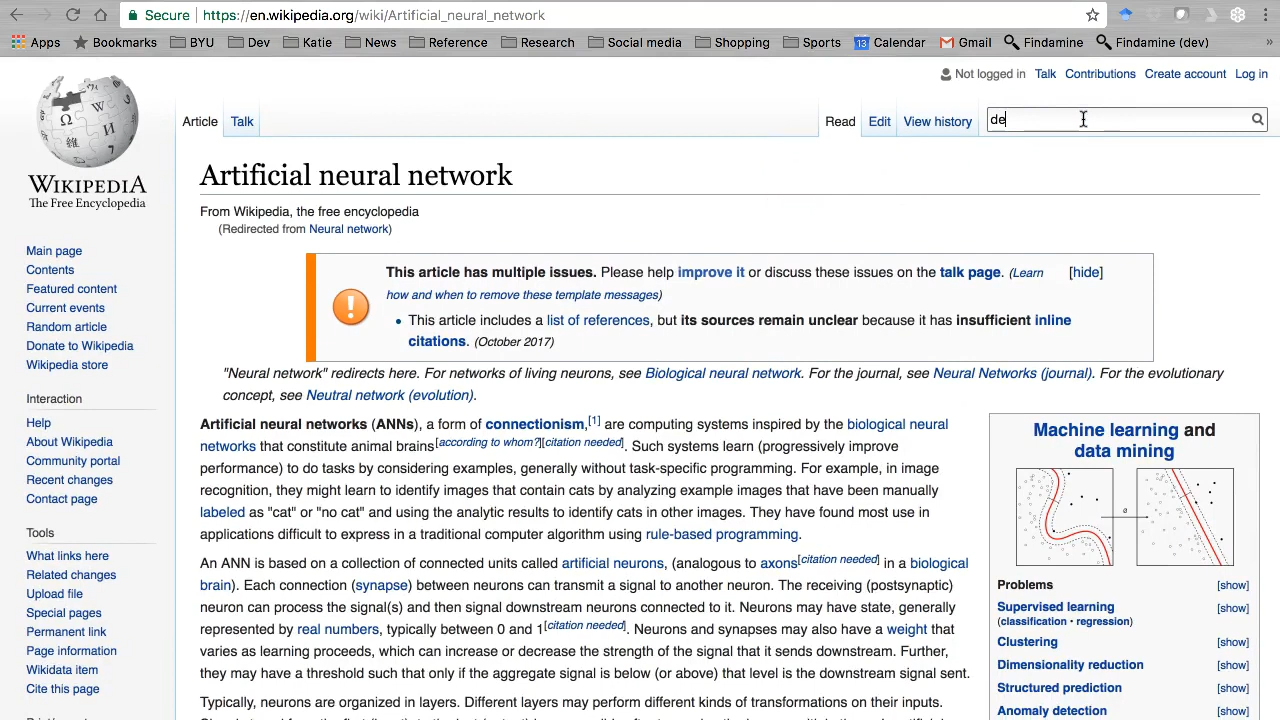 Secure https://en.wikipedia.org/wiki/Artificial_neural_network
Apps Bookmarks BYU Dev Katie News Reference Research Social media Shopping Sports 13 Calendar Gmail Findamine Findamine (dev) »
Not logged in Talk Contributions Create account Log in
Article Talk Read Edit View history de
WIKIPEDIA
The Free Encyclopedia
Main page
Contents
Featured content
Current events
Random article
Donate to Wikipedia
Wikipedia store
Interaction
Help
About Wikipedia
Community portal
Recent changes
Contact page
Tools
What links here
Related changes
Upload file
Special pages
Permanent link
Page information
Wikidata item
Cite this page
Artificial neural network
From Wikipedia, the free encyclopedia
(Redirected from Neural network)
This article has multiple issues. Please help improve it or discuss these issues on the talk page. (Learn [hide]
how and when to remove these template messages)
• This article includes a list of references, but its sources remain unclear because it has insufficient inline
citations. (October 2017)
"Neural network" redirects here. For networks of living neurons, see Biological neural network. For the journal, see Neural Networks (journal). For the evolutionary
concept, see Neutral network (evolution).
Artificial neural networks (ANNs), a form of connectionism,[1] are computing systems inspired by the biological neural
networks that constitute animal brains[according to whom?][citation needed]. Such systems learn (progressively improve
performance) to do tasks by considering examples, generally without task-specific programming. For example, in image
recognition, they might learn to identify images that contain cats by analyzing example images that have been manually
labeled as "cat" or "no cat" and using the analytic results to identify cats in other images. They have found most use in
applications difficult to express in a traditional computer algorithm using rule-based programming.
An ANN is based on a collection of connected units called artificial neurons, (analogous to axons[citation needed] in a biological
brain). Each connection (synapse) between neurons can transmit a signal to another neuron. The receiving (postsynaptic)
neuron can process the signal(s) and then signal downstream neurons connected to it. Neurons may have state, generally
represented by real numbers, typically between 0 and 1[citation needed]. Neurons and synapses may also have a weight that
varies as learning proceeds, which can increase or decrease the strength of the signal that it sends downstream. Further,
they may have a threshold such that only if the aggregate signal is below (or above) that level is the downstream signal sent.
Typically, neurons are organized in layers. Different layers may perform different kinds of transformations on their inputs.
Machine learning and
data mining
Problems [show]
Supervised learning [show]
(classification • regression)
Clustering [show]
Dimensionality reduction [show]
Structured prediction [show]
Anomaly detection [show]